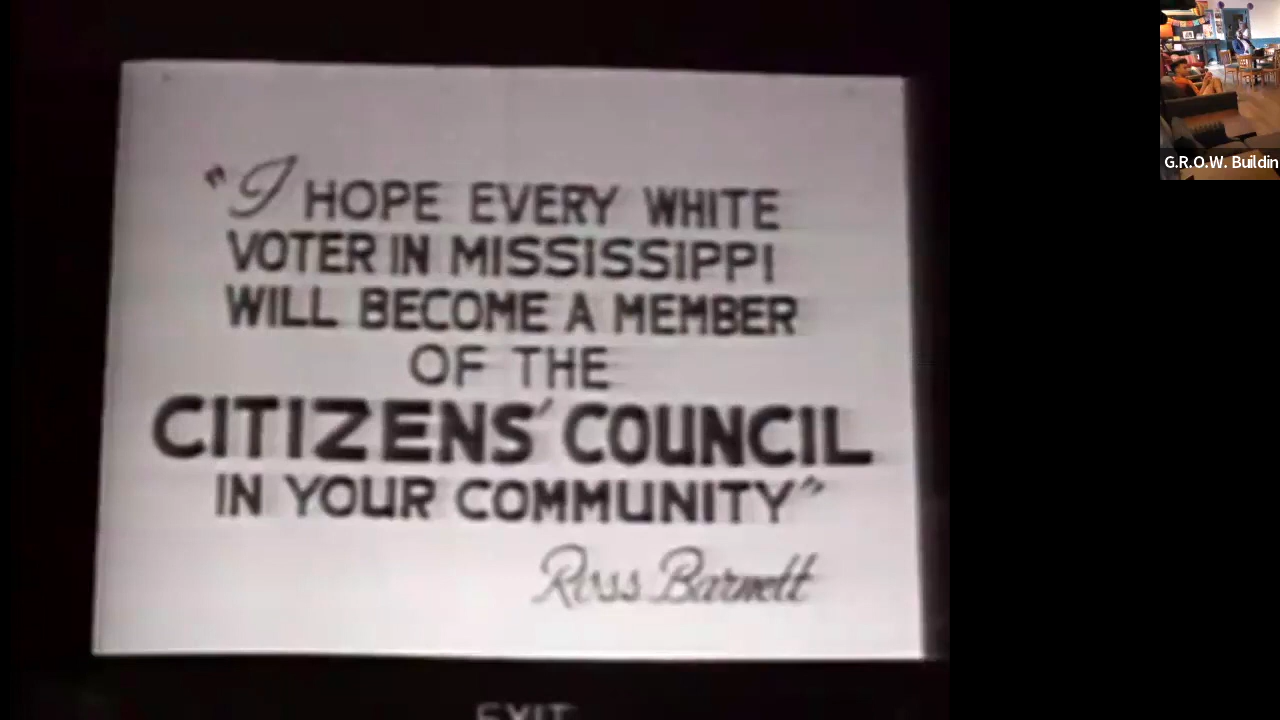 "I HOPE EVERY WHITE
VOTER IN MISSISSIPPI
WILL BECOME A MEMBER
OF THE
CITIZENS' COUNCIL
IN YOUR COMMUNITY"
Ross Barnett
EXIT
G.R.O.W. Buildin